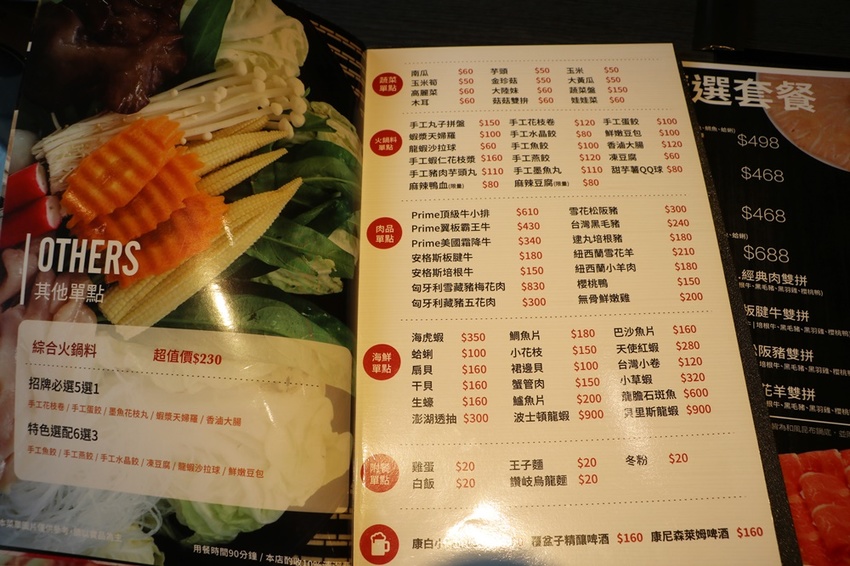 OTHERS
其他單點
綜合火鍋料 超值價$230
招牌必選5選1
手工花枝卷 / 手工蛋餃 / 墨魚花枝丸 / 蝦漿天婦羅 / 香滷大腸
特色選配6選3
手工魚餃 / 手工燕餃 / 手工水晶餃 / 凍豆腐 / 龍蝦沙拉球 / 鮮嫩豆包
用餐時間90分鐘 / 本店酌收10%
蔬菜
單點
南瓜 $60 芋頭 $50 玉米 $50
玉米筍 $50 金珍菇 $50 大黃瓜 $50
高麗菜 $60 大陸妹 $60 蔬菜盤 $150
木耳 $60 菇菇雙拚 $60 娃娃菜 $60
火鍋料
單點
手工丸子拼盤 $150 手工花枝卷 $120 手工蛋餃 $100
蝦漿天婦羅 $100 手工水晶餃 $80 鮮嫩豆包 $100
龍蝦沙拉球 $60 手工魚餃 $100 香滷大腸 $120
手工蝦仁花枝漿 $160 手工燕餃 $120 凍豆腐 $60
手工豬肉芋頭丸 $110 手工墨魚丸 $110 甜芋薯QQ球 $80
麻辣鴨血(限量) $80 麻辣豆腐(限量) $80
肉品
單點
Prime頂級牛小排 $610 雪花松阪豬 $300
Prime翼板霸王牛 $430 台灣黑毛豬 $240
Prime美國霜降牛 $340 逮丸培根豬 $180
安格斯板腱牛 $180 紐西蘭雪花羊 $210
安格斯培根牛 $150 紐西蘭小羊肉 $180
匈牙利雪藏豬梅花肉 $830 櫻桃鴨 $150
匈牙利藏豬五花肉 $300 無骨鮮嫩雞 $200
海鮮
單點
海虎蝦 $350 鯛魚片 $180 巴沙魚片 $160
蛤蜊 $100 小花枝 $150 天使紅蝦 $280
扇貝 $160 裙邊貝 $100 台灣小卷 $120
干貝 $160 蟹管肉 $150 小草蝦 $320
生蠔 $160 鱸魚片 $200 龍膽石斑魚 $600
澎湖透抽 $300 波士頓龍蝦 $900 貝里斯龍蝦 $900
附餐
單點
雞蛋 $20 王子麵 $20 冬粉 $20
白飯 $20 讚岐烏龍麵 $20
康白小 覆盆子精釀啤酒 $160 康尼森萊姆啤酒 $160
選套餐
$498
$468
$468
$688
經典肉雙拼
板腱牛雙拼
松阪豬雙拼
花羊雙拼